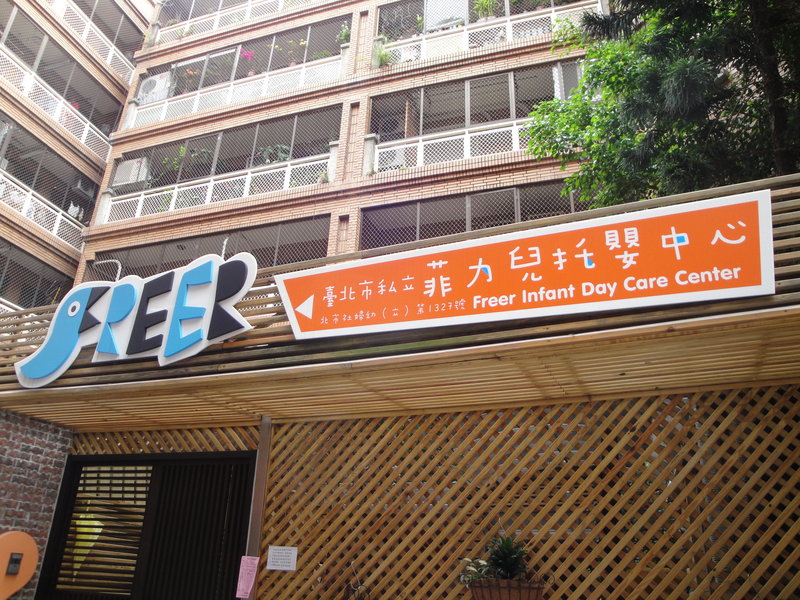 FREER
臺北市私立菲力兒托嬰中心
北市社婦幼(立)第1327號 Freer Infant Day Care Center